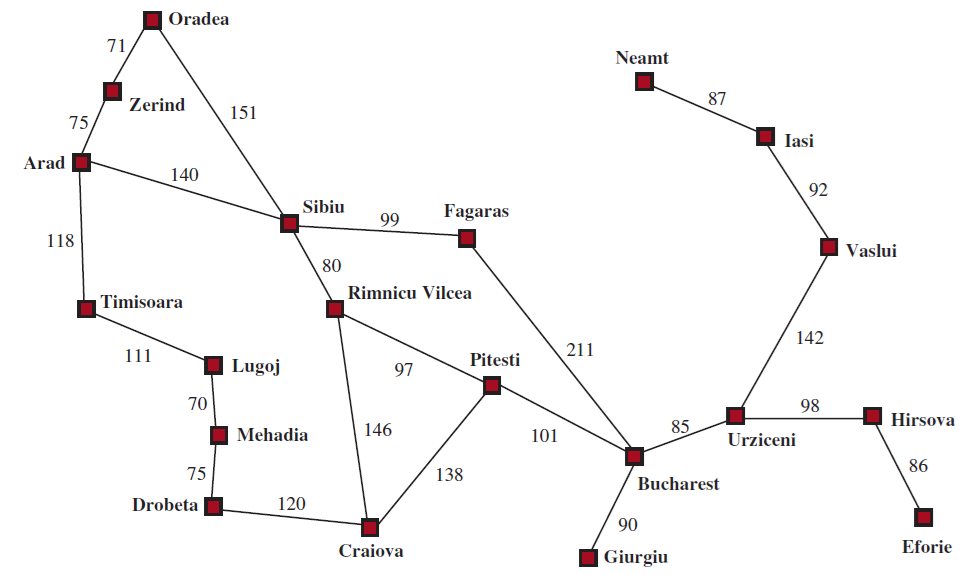 Oradea
71
Neamt
87
Zerind
151
75
Iasi
Arad
140
92
Sibiu
99
Fagaras
118
Vaslui
80
Timisoara
Rimnicu Vilcea
142
111
Lugoj
97
Pitesti
211
70
98
Hirsova
Mehadia
146
101
85
Urziceni
75
138
86
Bucharest
Drobeta
120
90
Craiova
Giurgiu
Eforie